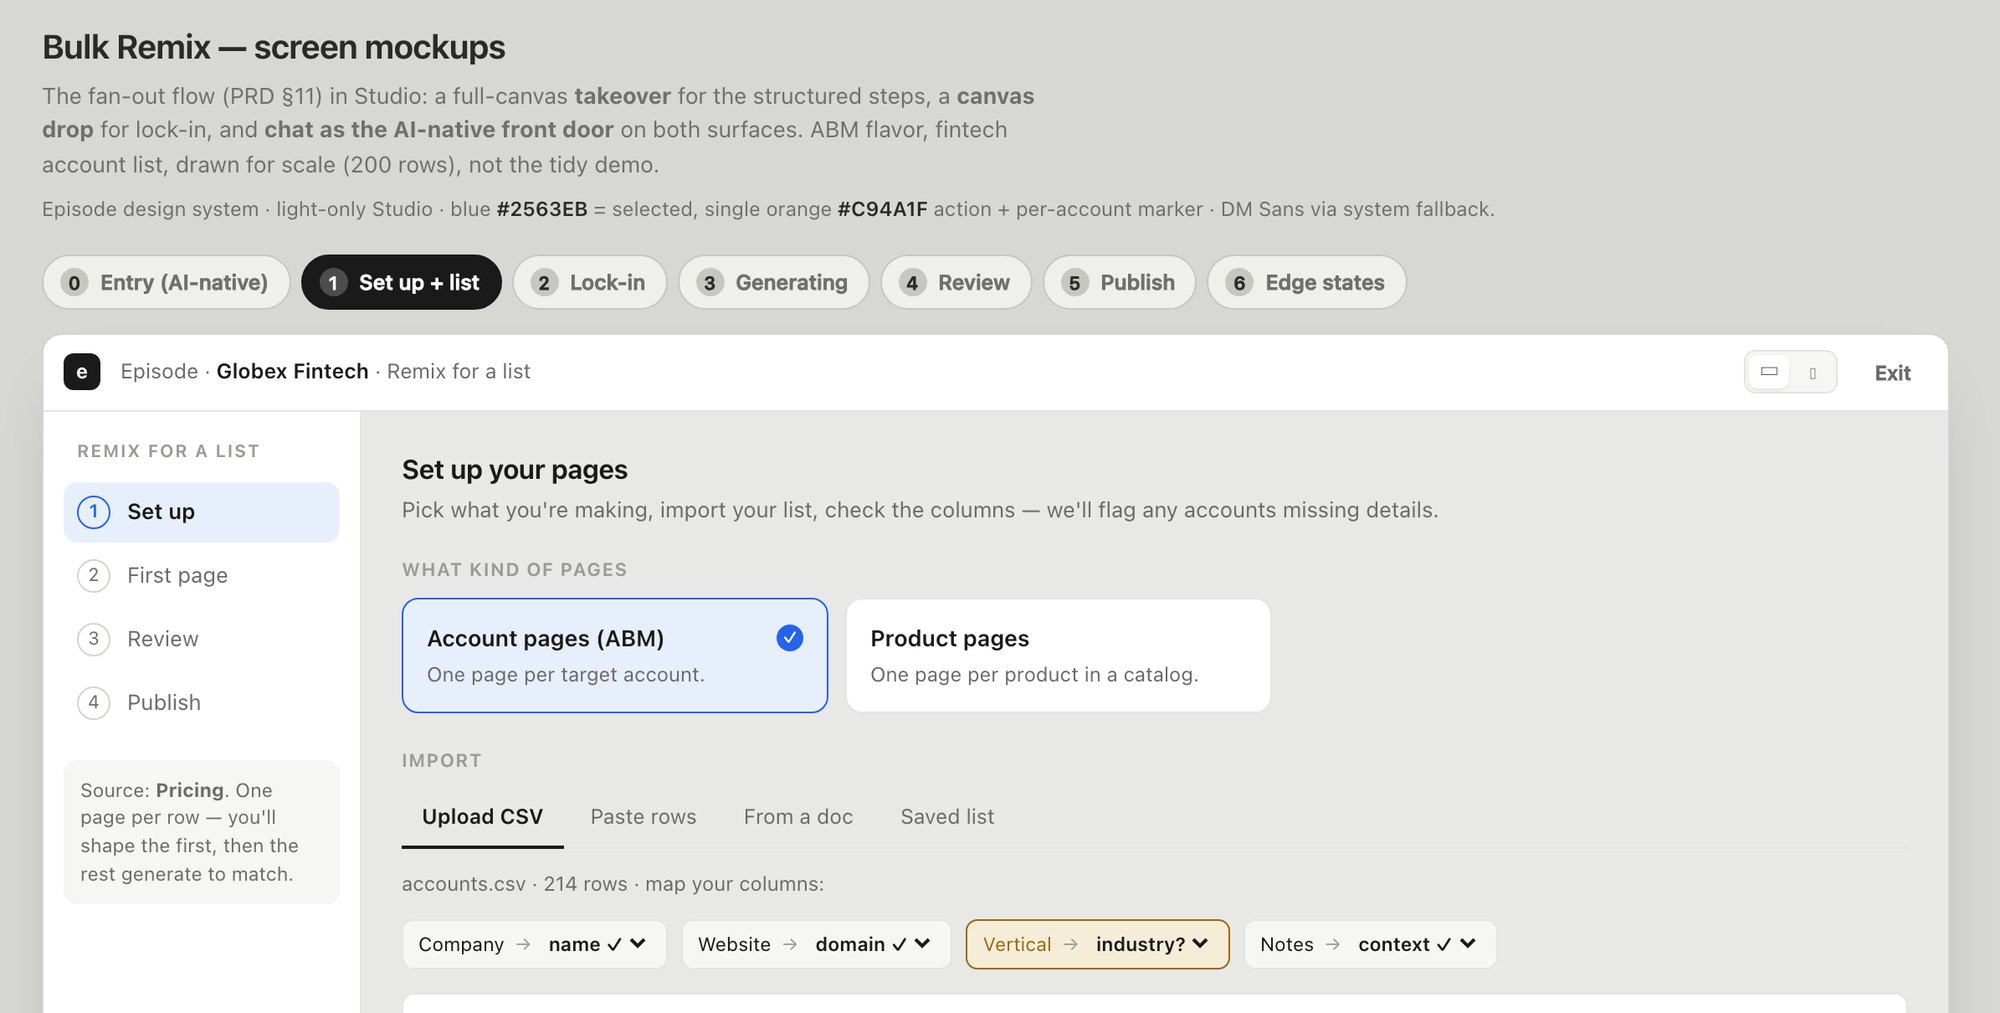 Bulk Remix — screen mockups
The fan-out flow (PRD §11) in Studio: a full-canvas takeover for the structured steps, a canvas
drop for lock-in, and chat as the AI-native front door on both surfaces. ABM flavor, fintech
account list, drawn for scale (200 rows), not the tidy demo.
Episode design system · light-only Studio · blue #2563EB = selected, single orange #C94A1F action + per-account marker · DM Sans via system fallback.
0 Entry (AI-native)
1 Set up + list
2 Lock-in
3 Generating
4 Review
5 Publish
6 Edge states
e Episode · Globex Fintech · Remix for a list
Exit
REMIX FOR A LIST
1 Set up
2 First page
3 Review
4 Publish
Source: Pricing. One
page per row — you'll
shape the first, then the
rest generate to match.
Set up your pages
Pick what you're making, import your list, check the columns — we'll flag any accounts missing details.
WHAT KIND OF PAGES
Account pages (ABM)
One page per target account.
Product pages
One page per product in a catalog.
IMPORT
Upload CSV
Paste rows
From a doc
Saved list
accounts.csv · 214 rows · map your columns:
Company → name ✓
Website → domain ✓
Vertical → industry?
Notes → context ✓